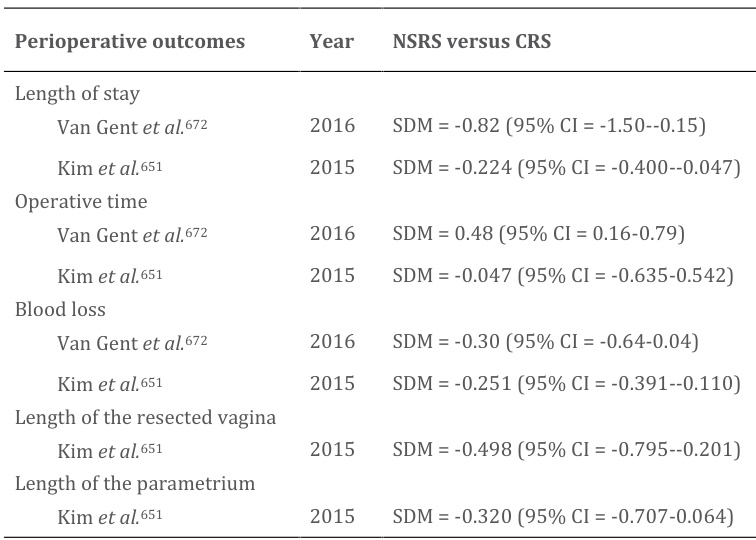 Perioperative outcomes Year NSRS versus CRS
Length of stay
Van Gent et al.672 2016 SDM = -0.82 (95% CI = -1.50--0.15)
Kim et al.651 2015 SDM = -0.224 (95% CI = -0.400--0.047)
Operative time
Van Gent et al.672 2016 SDM = 0.48 (95% CI = 0.16-0.79)
Kim et al.651 2015 SDM = -0.047 (95% CI = -0.635-0.542)
Blood loss
Van Gent et al.672 2016 SDM = -0.30 (95% CI = -0.64-0.04)
Kim et al.651 2015 SDM = -0.251 (95% CI = -0.391--0.110)
Length of the resected vagina
Kim et al.651 2015 SDM = -0.498 (95% CI = -0.795--0.201)
Length of the parametrium
Kim et al.651 2015 SDM = -0.320 (95% CI = -0.707-0.064)